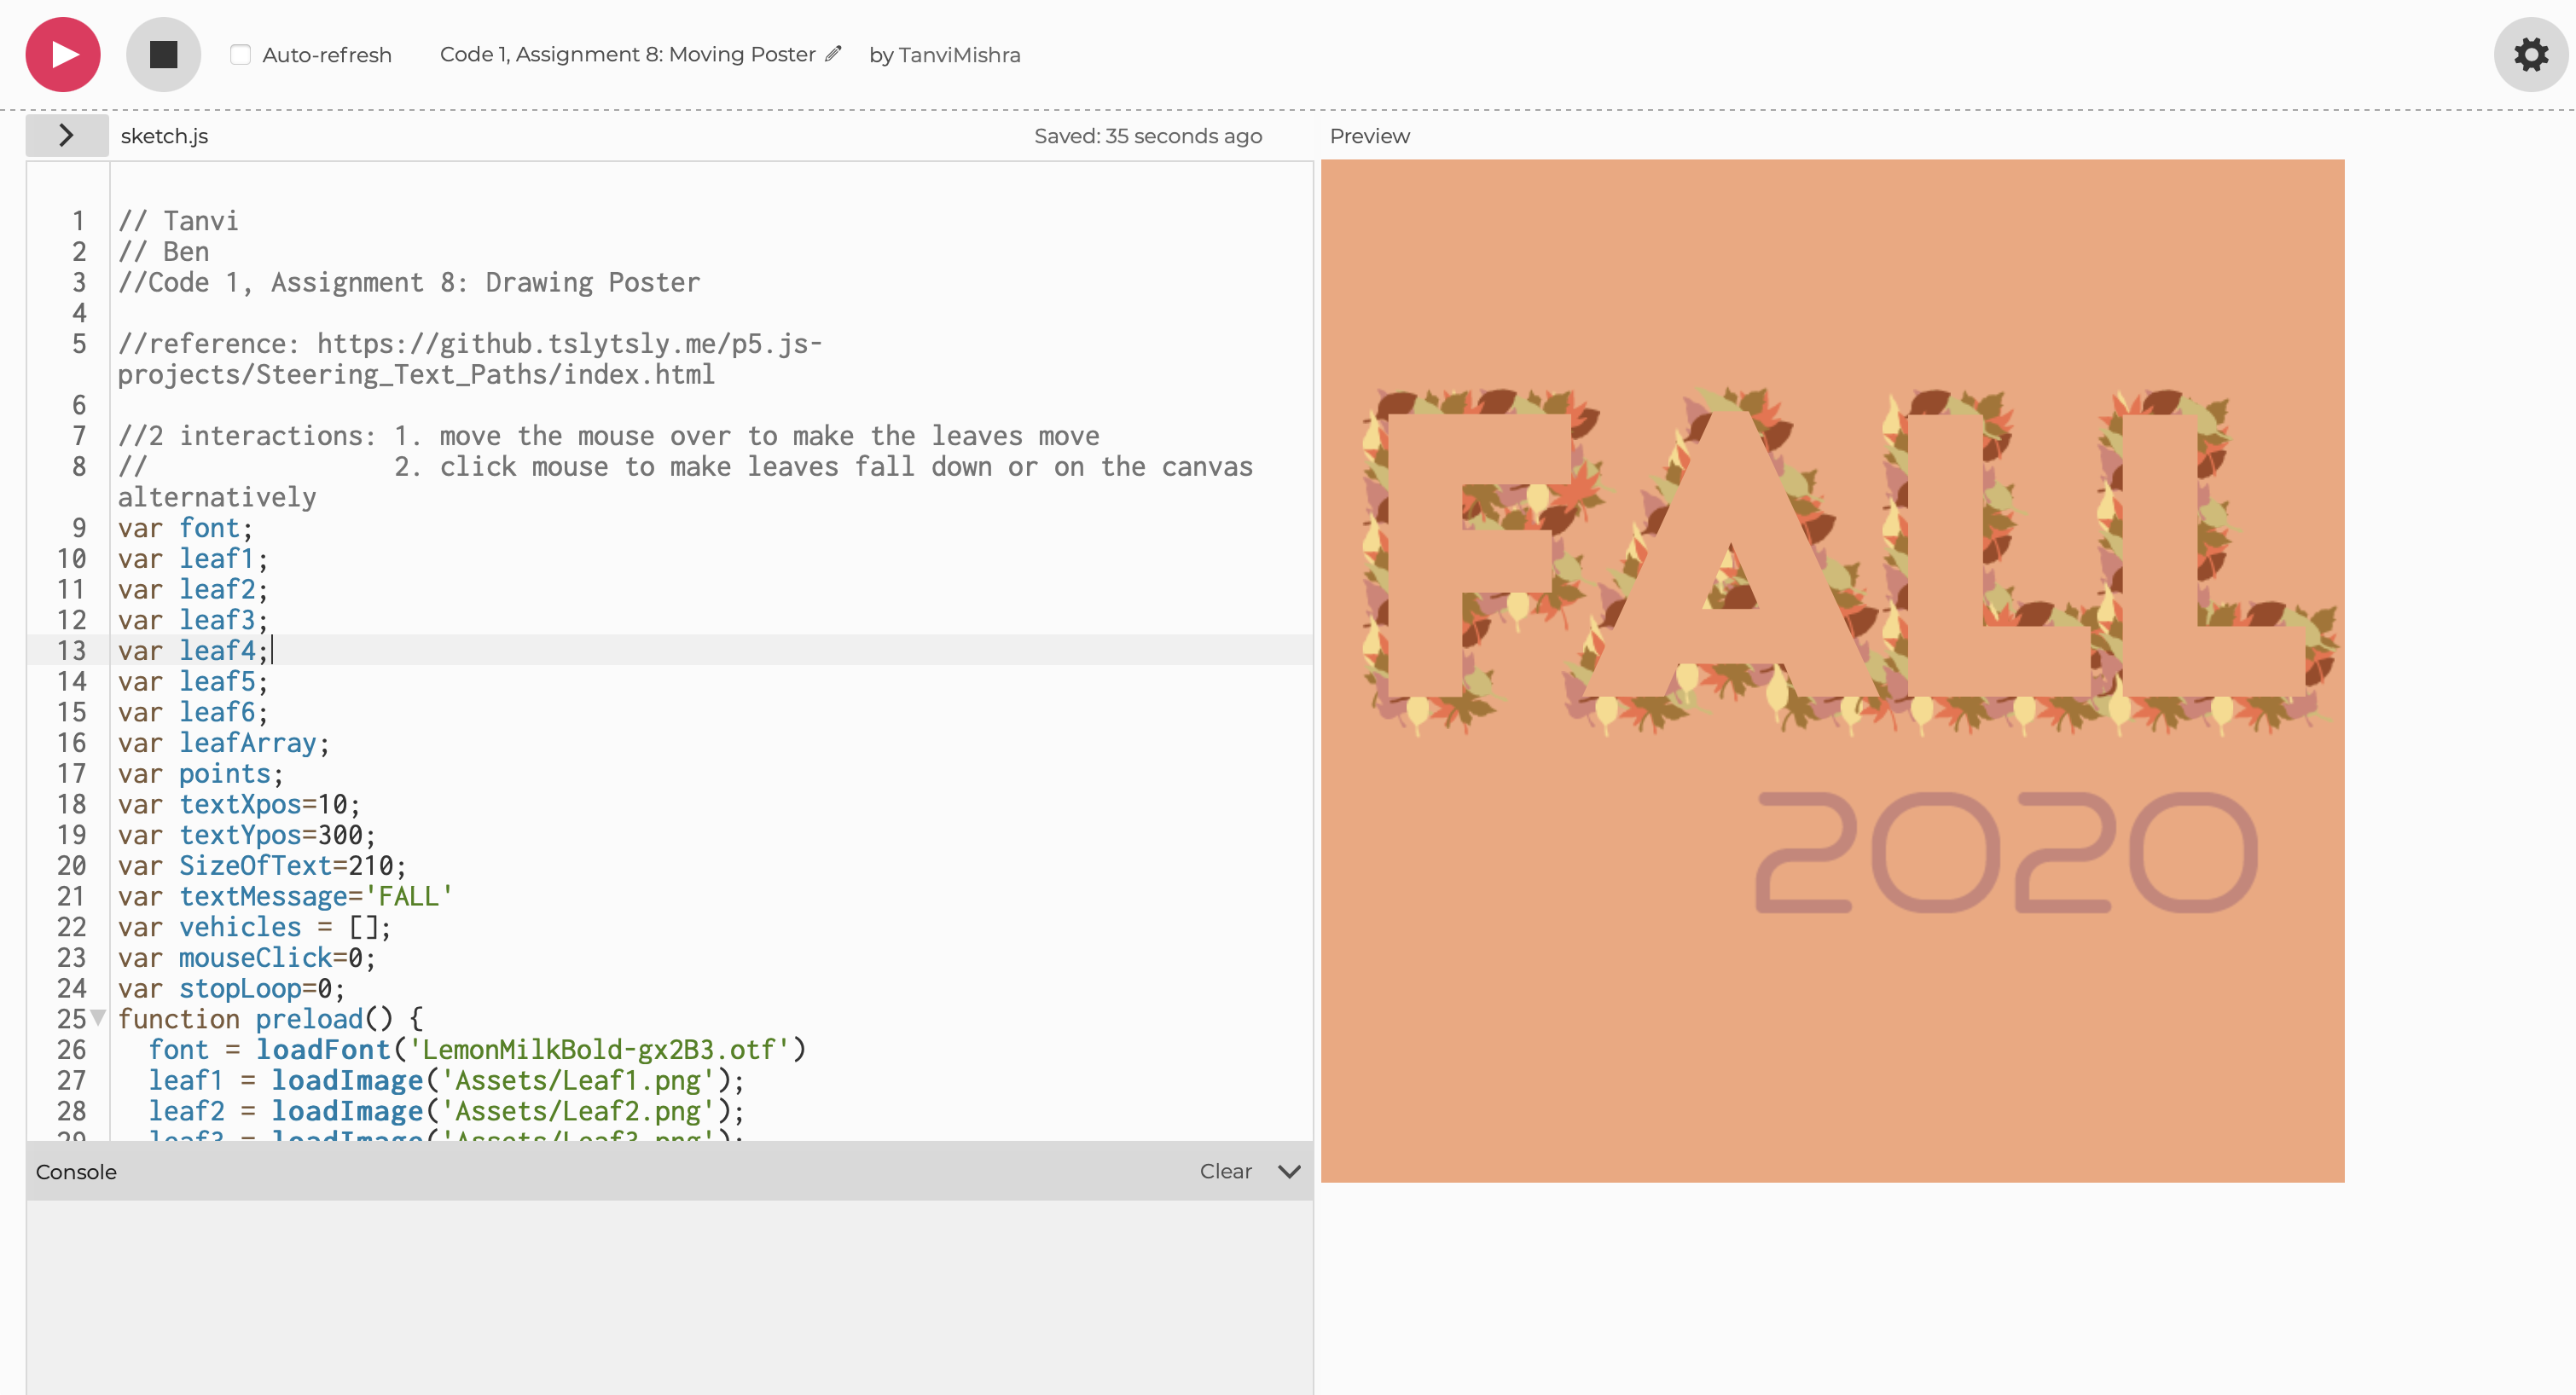 Auto-refresh Code 1, Assignment 8: Moving Poster by TanviMishra
sketch.js Saved: 35 seconds ago Preview
1 // Tanvi
2 // Ben
3 //Code 1, Assignment 8: Drawing Poster
4
5 //reference: https://github.tslytsly.me/p5.js-
projects/Steering_Text_Paths/index.html
6
7 //2 interactions: 1. move the mouse over to make the leaves move
8 // 2. click mouse to make leaves fall down or on the canvas
alternatively
9 var font;
10 var leaf1;
11 var leaf2;
12 var leaf3;
13 var leaf4;
14 var leaf5;
15 var leaf6;
16 var leafArray;
17 var points;
18 var textXpos=10;
19 var textYpos=300;
20 var SizeOfText=210;
21 var textMessage='FALL'
22 var vehicles = [];
23 var mouseClick=0;
24 var stopLoop=0;
25 function preload() {
26 font = loadFont('LemonMilkBold-gx2B3.otf')
27 leaf1 = loadImage('Assets/Leaf1.png');
28 leaf2 = loadImage('Assets/Leaf2.png');
29 leaf3 = loadImage('Assets/Leaf3.png');
Console Clear
FALL
2020